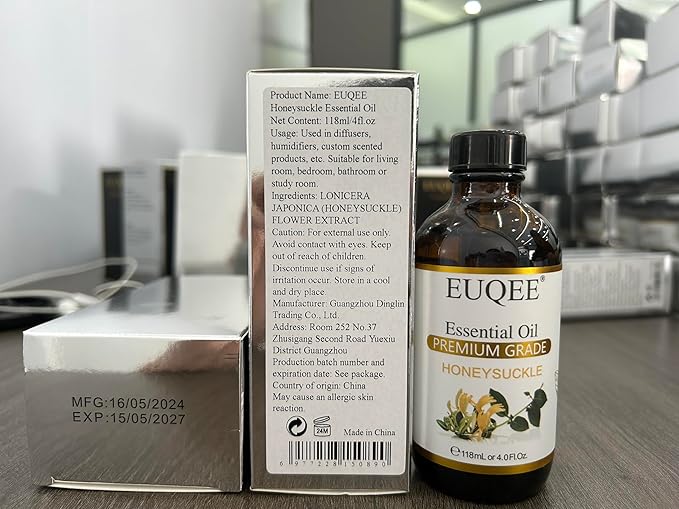 Product Name: EUQEE
Honeysuckle Essential Oil
Net Content: 118ml/4fl.oz
Usage: Used in diffusers,
humidifiers, custom scented
products, etc. Suitable for living
room, bedroom, bathroom or
study room.
Ingredients: LONICERA
JAPONICA (HONEYSUCKLE)
FLOWER EXTRACT
Caution: For external use only.
Avoid contact with eyes. Keep
out of reach of children.
Discontinue use if signs of
irritation occur. Store in a cool
and dry place.
Manufacturer: Guangzhou Dinglin
Trading Co., Ltd.
Address: Room 252 No.37
Zhusigang Second Road Yuexiu
District Guangzhou
Production batch number and
expiration date: See package.
Country of origin: China
May cause an allergic skin
reaction.
24M
Made in China
6 977228 150890
MFG:16/05/2024
EXP:15/05/2027
EUQEE®
Essential Oil
PREMIUM GRADE
HONEYSUCKLE
℮118mL or 4.0Fl.Oz.
EUQEE